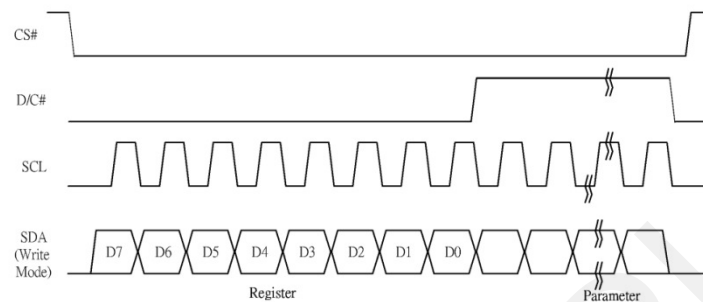 CS#
D/C#
SCL
SDA
(Write
Mode)
D7 D6 D5 D4 D3 D2 D1 D0
Register Parameter